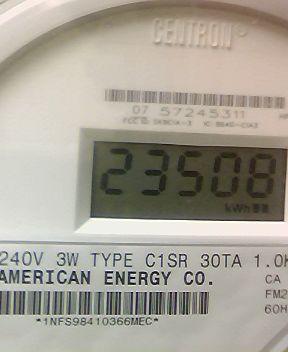 CENTRON®
07 57245311
23508
kWh
240V 3W TYPE C1SR 30TA 1.0K
AMERICAN ENERGY CO.
CA
FM2
60H
*1NFS98410366MEC*